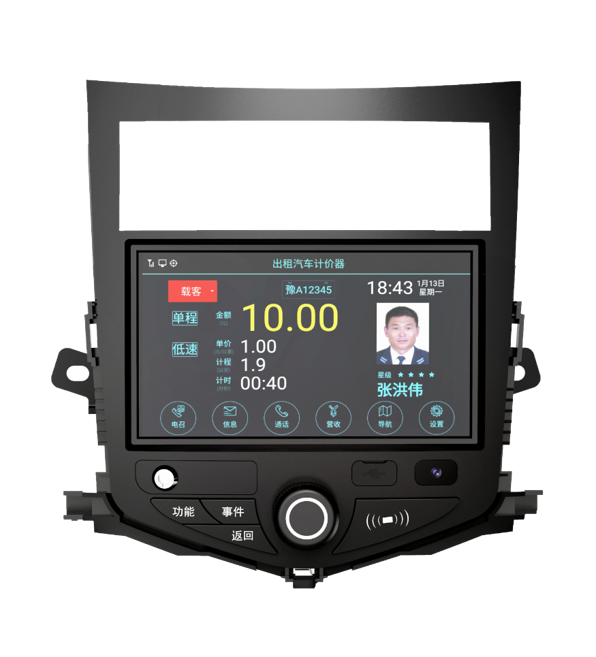 出租汽车计价器
载客
豫A12345
18:43
1月13日
星期一
单程
金额
10.00
低速
单价
1.00
计程
1.9
计时
00:40
星级
张洪伟
电召
信息
通话
营收
导航
设置
功能
事件
返回